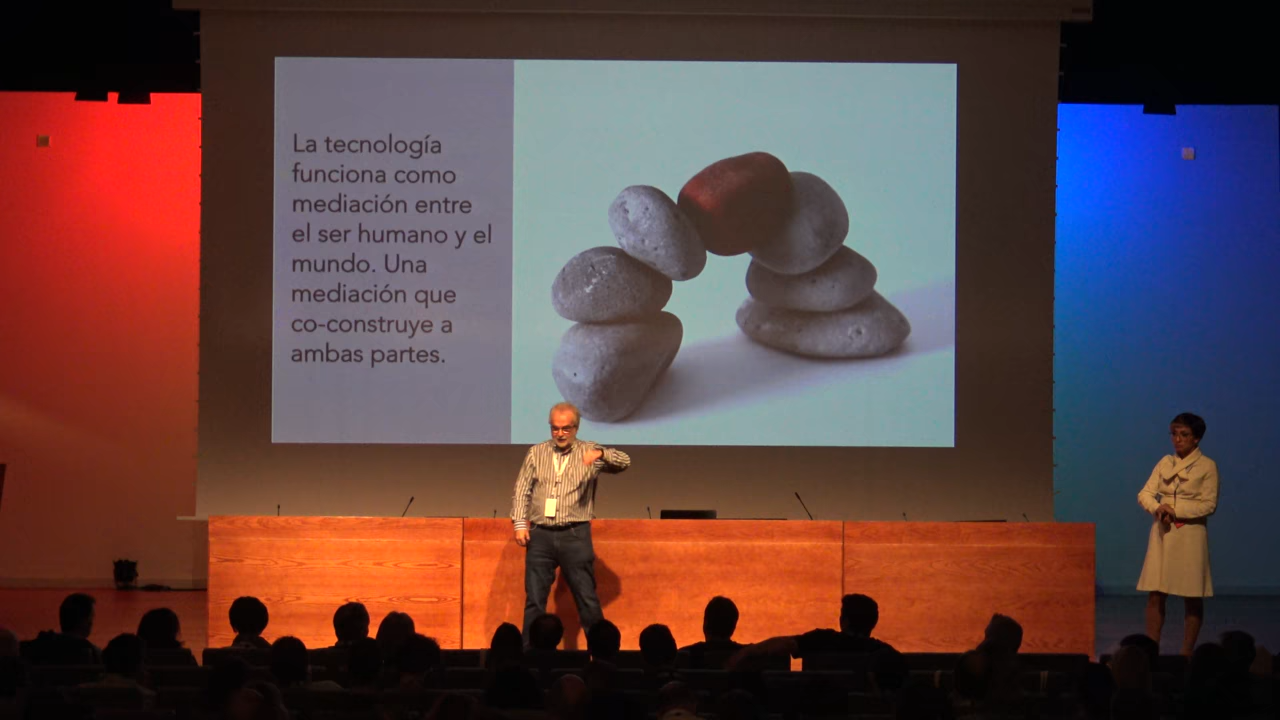 La tecnología
funciona como
mediación entre
el ser humano y el
mundo. Una
mediación que
co-construye a
ambas partes.